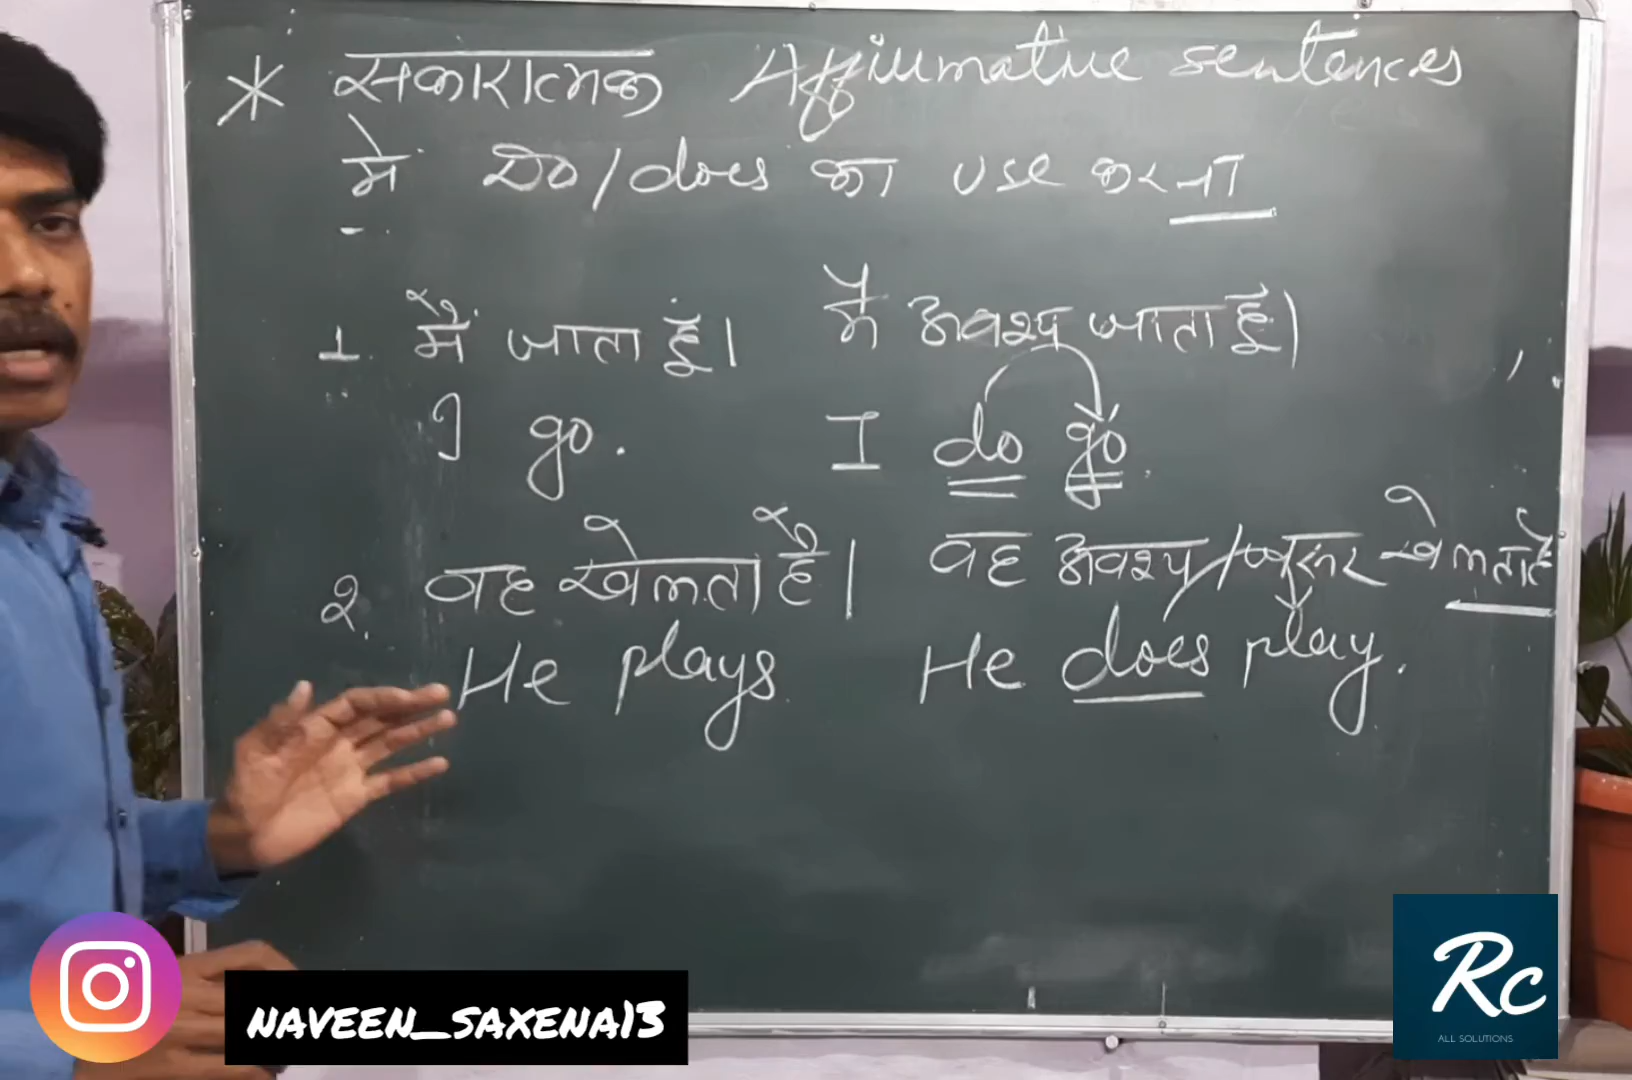 * सकारात्मक Affirmative sentences
में Do/does का use करना
1. मैं जाता हूँ। मैं अवश्य जाता हूँ।
I go. I do go.
2. वह खेलता है। वह अवश्य/जरूर खेलता है
He plays. He does play.
NAVEEN_SAXENA13
Rc
ALL SOLUTIONS